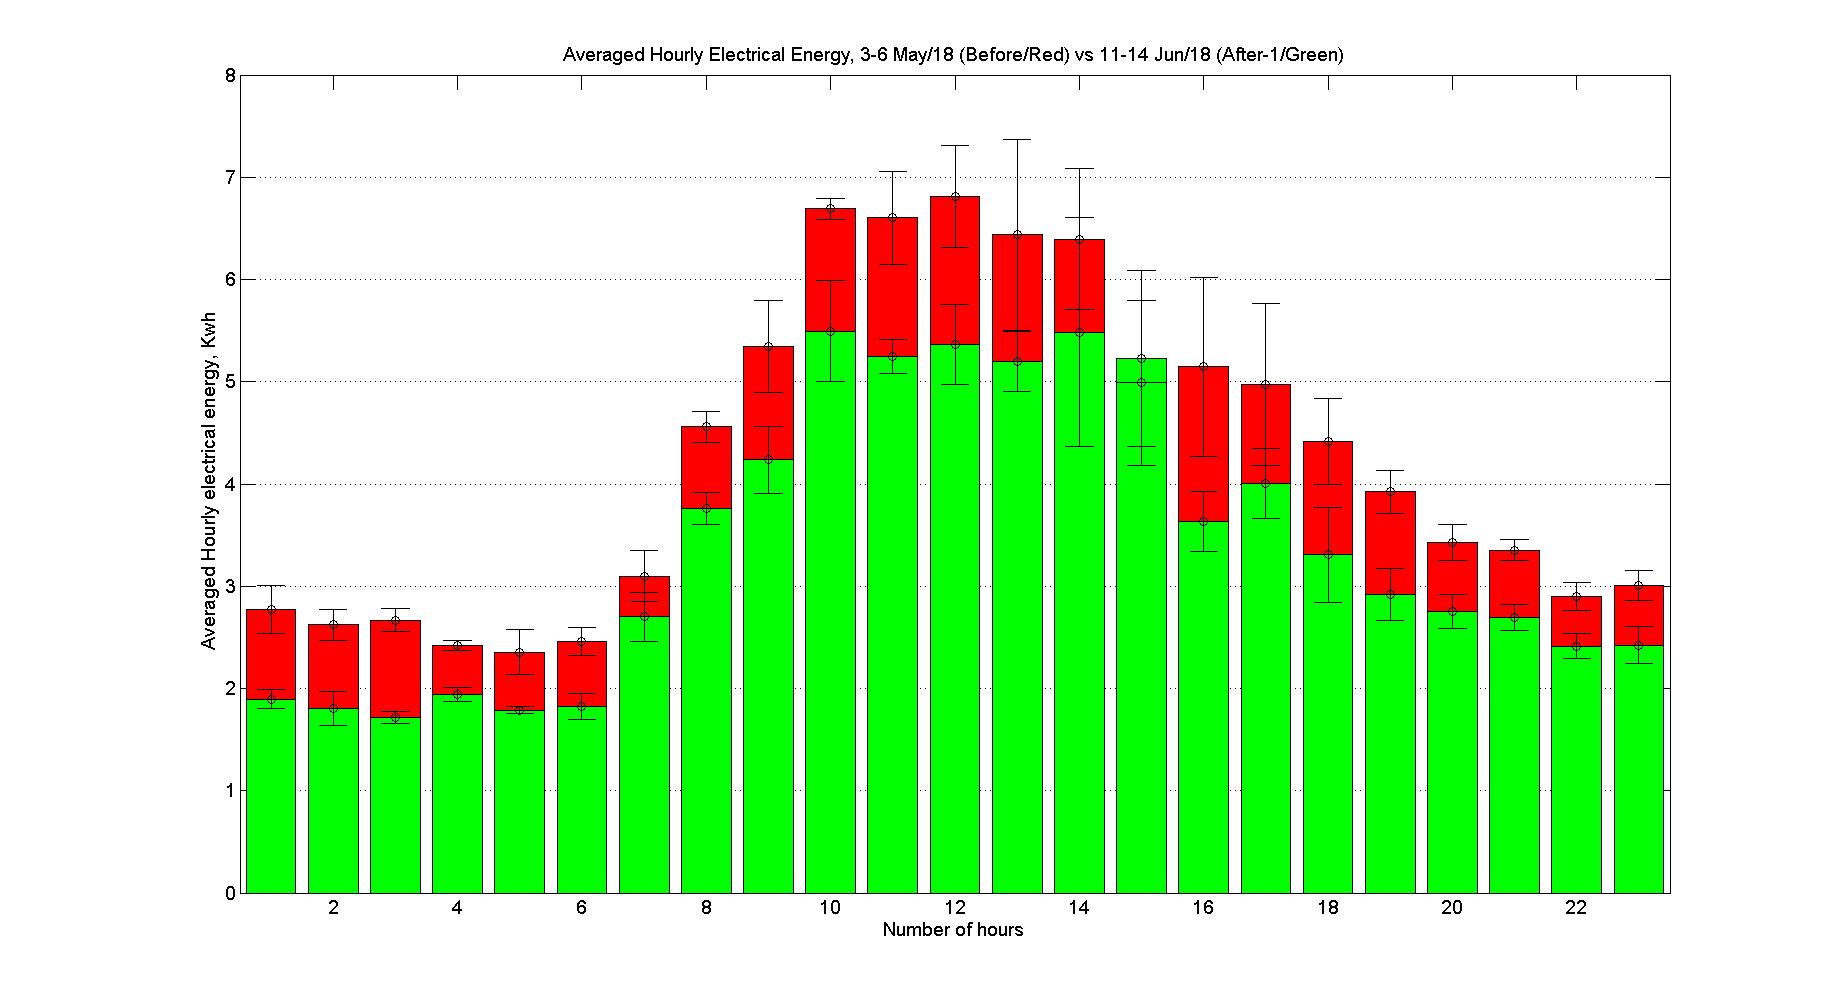 Averaged Hourly Electrical Energy, 3-6 May/18 (Before/Red) vs 11-14 Jun/18 (After-1/Green)
8
7
6
5
4
3
2
1
0
Averaged Hourly electrical energy, Kwh
2 4 6 8 10 12 14 16 18 20 22
Number of hours